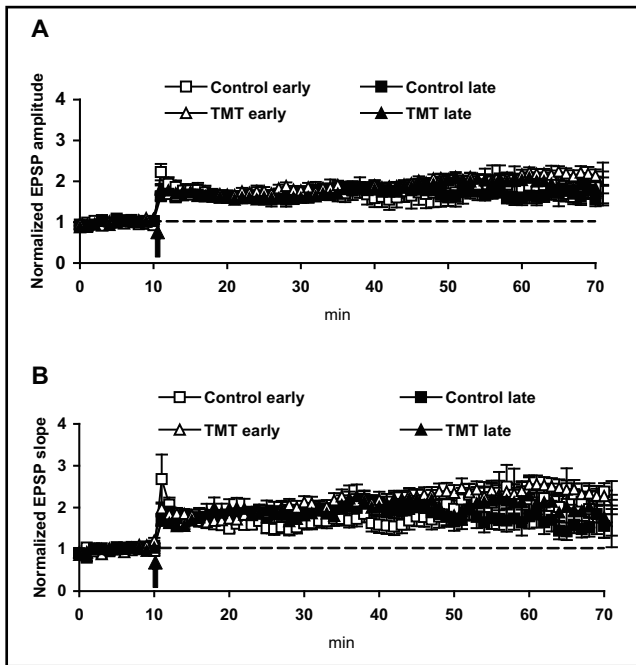 A
Control early
Control late
TMT early
TMT late
Normalized EPSP amplitude
4
3
2
1
0
0 10 20 30 40 50 60 70
min
B
Control early
Control late
TMT early
TMT late
Normalized EPSP slope
4
3
2
1
0
0 10 20 30 40 50 60 70
min